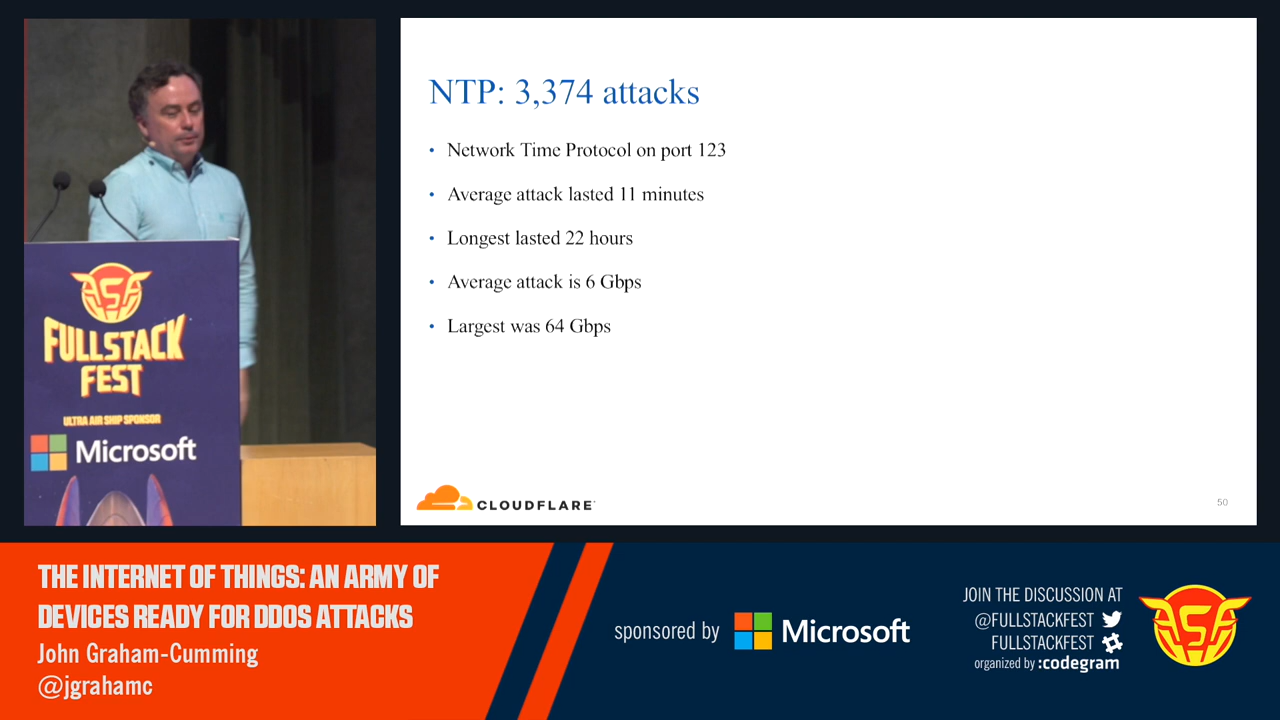 NTP: 3,374 attacks
• Network Time Protocol on port 123
• Average attack lasted 11 minutes
• Longest lasted 22 hours
• Average attack is 6 Gbps
• Largest was 64 Gbps
CLOUDFLARE
50
FULLSTACK
FEST
ULTRA AIR SHIP SPONSOR
Microsoft
THE INTERNET OF THINGS: AN ARMY OF
DEVICES READY FOR DDOS ATTACKS
John Graham-Cumming
@jgrahamc
sponsored by Microsoft
JOIN THE DISCUSSION AT
@FULLSTACKFEST
FULLSTACKFEST
organized by :codegram